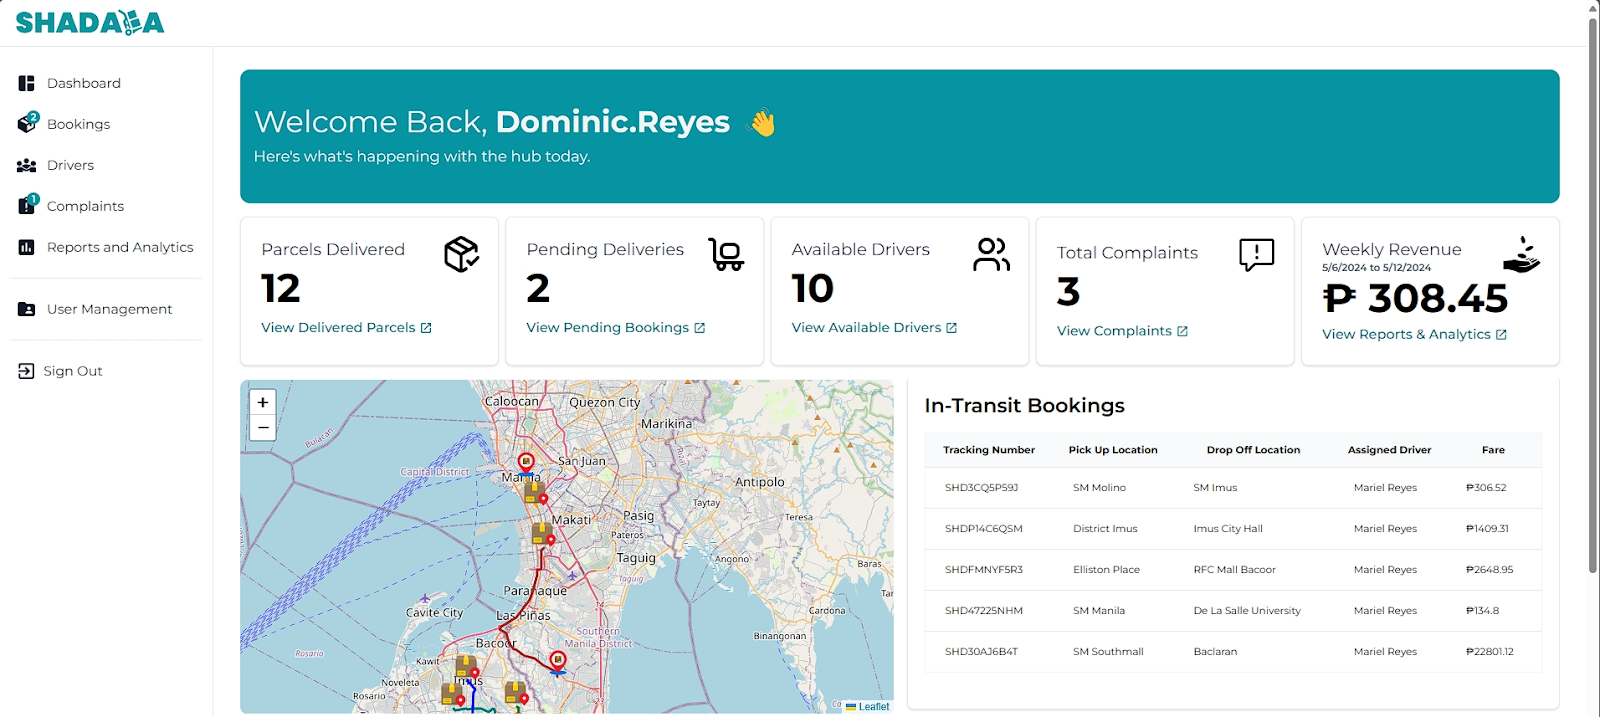 SHADALA
Dashboard
2
Bookings
Drivers
1
Complaints
Reports and Analytics
User Management
Sign Out
Welcome Back, Dominic.Reyes 👋
Here's what's happening with the hub today.
Parcels Delivered
12
View Delivered Parcels
Pending Deliveries
2
View Pending Bookings
Available Drivers
10
View Available Drivers
Total Complaints
3
View Complaints
Weekly Revenue
5/6/2024 to 5/12/2024
₱ 308.45
View Reports & Analytics
+
−
Caloocan
Quezon City
Marikina
Bulacan
Rizal
Capital District
San Juan
Manila
Antipolo
Makati
Pasig
Pateros
Taytay
Teresa
Taguig
Taguig
Angono
Baras
Parañaque
Cavite City
Las Piñas
Cardona
Bacoor
Southern
Manila District
Binangonan
Rosario
Kawit
Imus
Noveleta
Rosario
Leaflet
In-Transit Bookings
Tracking Number Pick Up Location Drop Off Location Assigned Driver Fare
SHD3CQ5P59J SM Molino SM Imus Mariel Reyes ₱306.52
SHDP14C6QSM District Imus Imus City Hall Mariel Reyes ₱1409.31
SHDFMNYF5R3 Elliston Place RFC Mall Bacoor Mariel Reyes ₱2648.95
SHD47225NHM SM Manila De La Salle University Mariel Reyes ₱134.8
SHD30AJ6B4T SM Southmall Baclaran Mariel Reyes ₱22801.12